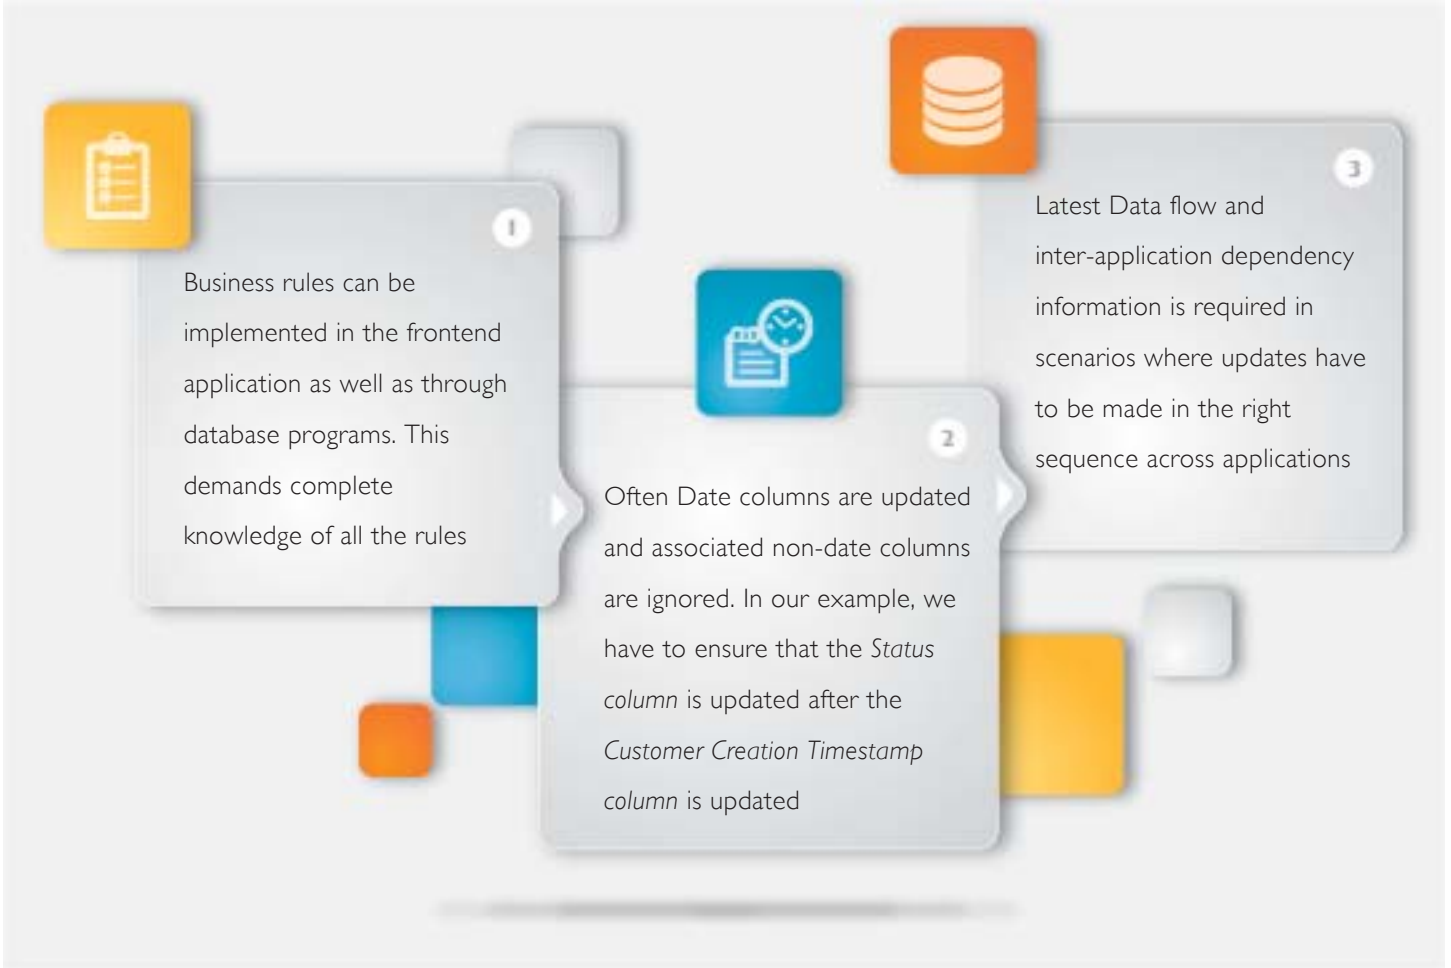 1
Business rules can be
implemented in the frontend
application as well as through
database programs. This
demands complete
knowledge of all the rules
2
Often Date columns are updated
and associated non-date columns
are ignored. In our example, we
have to ensure that the Status
column is updated after the
Customer Creation Timestamp
column is updated
3
Latest Data flow and
inter-application dependency
information is required in
scenarios where updates have
to be made in the right
sequence across applications